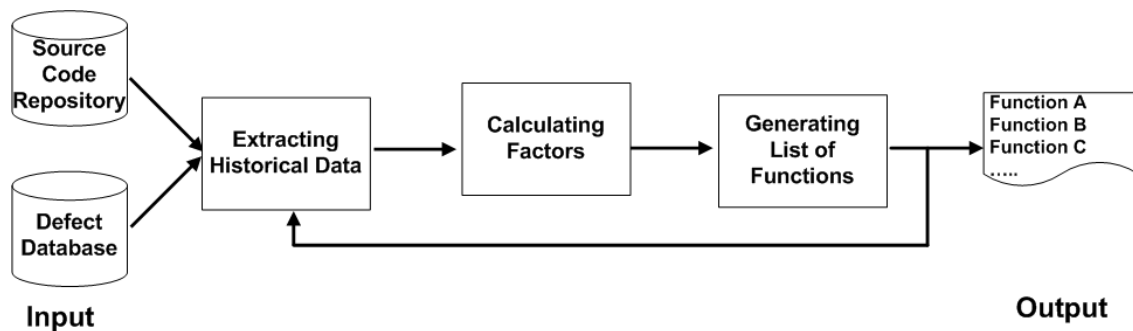 Source
Code
Repository
Defect
Database
Input
Extracting
Historical Data
Calculating
Factors
Generating
List of
Functions
Function A
Function B
Function C
.....
Output